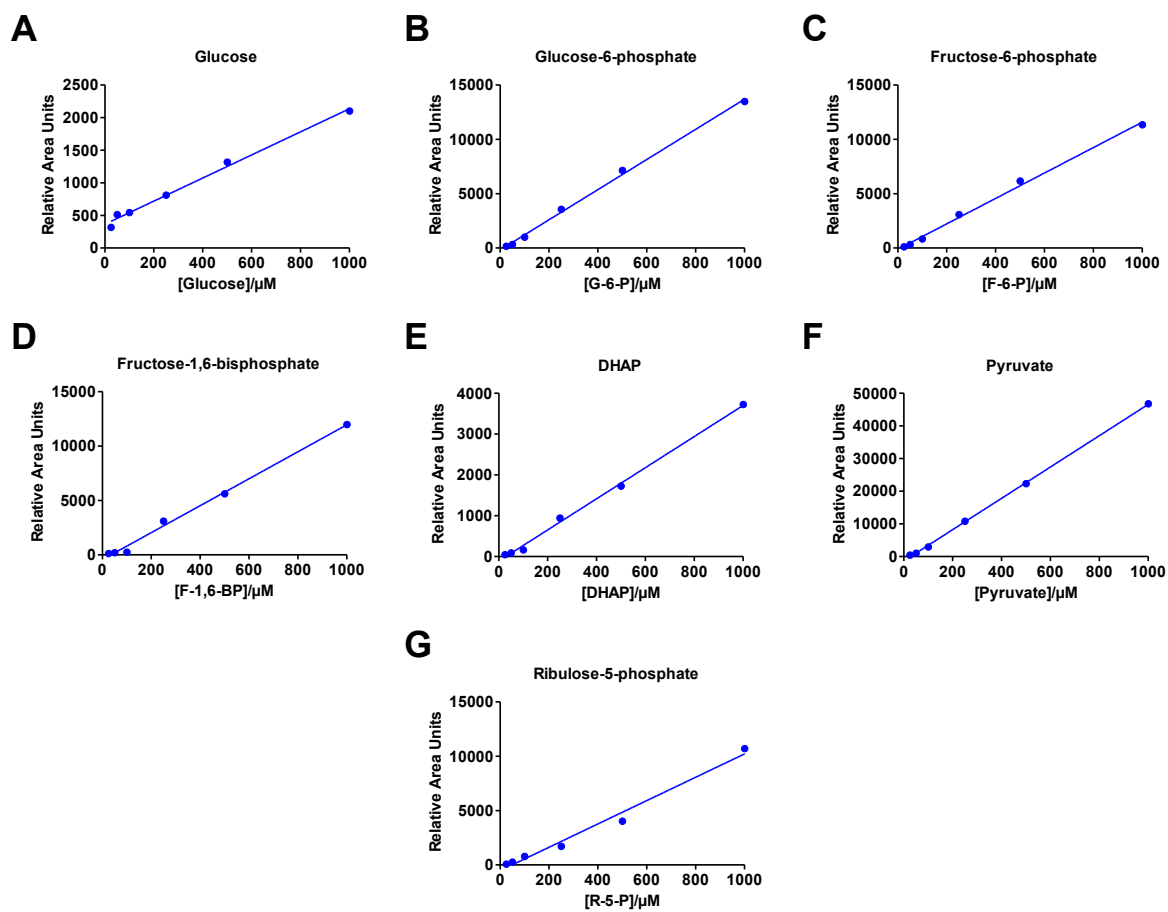 A
Glucose
Relative Area Units
2500
2000
1500
1000
500
0
0 200 400 600 800 1000
[Glucose]/µM
B
Glucose-6-phosphate
Relative Area Units
15000
10000
5000
0
0 200 400 600 800 1000
[G-6-P]/µM
C
Fructose-6-phosphate
Relative Area Units
15000
10000
5000
0
0 200 400 600 800 1000
[F-6-P]/µM
D
Fructose-1,6-bisphosphate
Relative Area Units
15000
10000
5000
0
0 200 400 600 800 1000
[F-1,6-BP]/µM
E
DHAP
Relative Area Units
4000
3000
2000
1000
0
0 200 400 600 800 1000
[DHAP]/µM
F
Pyruvate
Relative Area Units
50000
40000
30000
20000
10000
0
0 200 400 600 800 1000
[Pyruvate]/µM
G
Ribulose-5-phosphate
Relative Area Units
15000
10000
5000
0
0 200 400 600 800 1000
[R-5-P]/µM